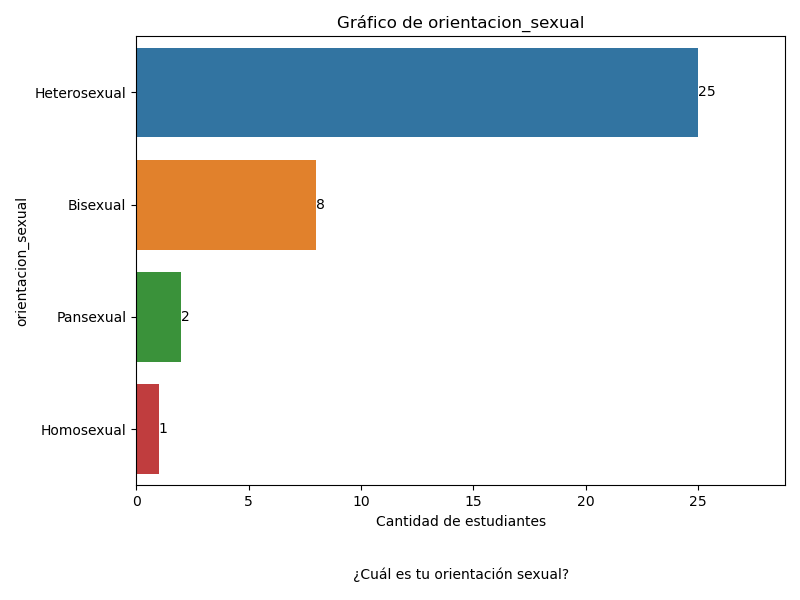 Gráfico de orientacion_sexual
Heterosexual
25
Bisexual
8
Pansexual
2
Homosexual
1
orientacion_sexual
0 5 10 15 20 25
Cantidad de estudiantes
¿Cuál es tu orientación sexual?